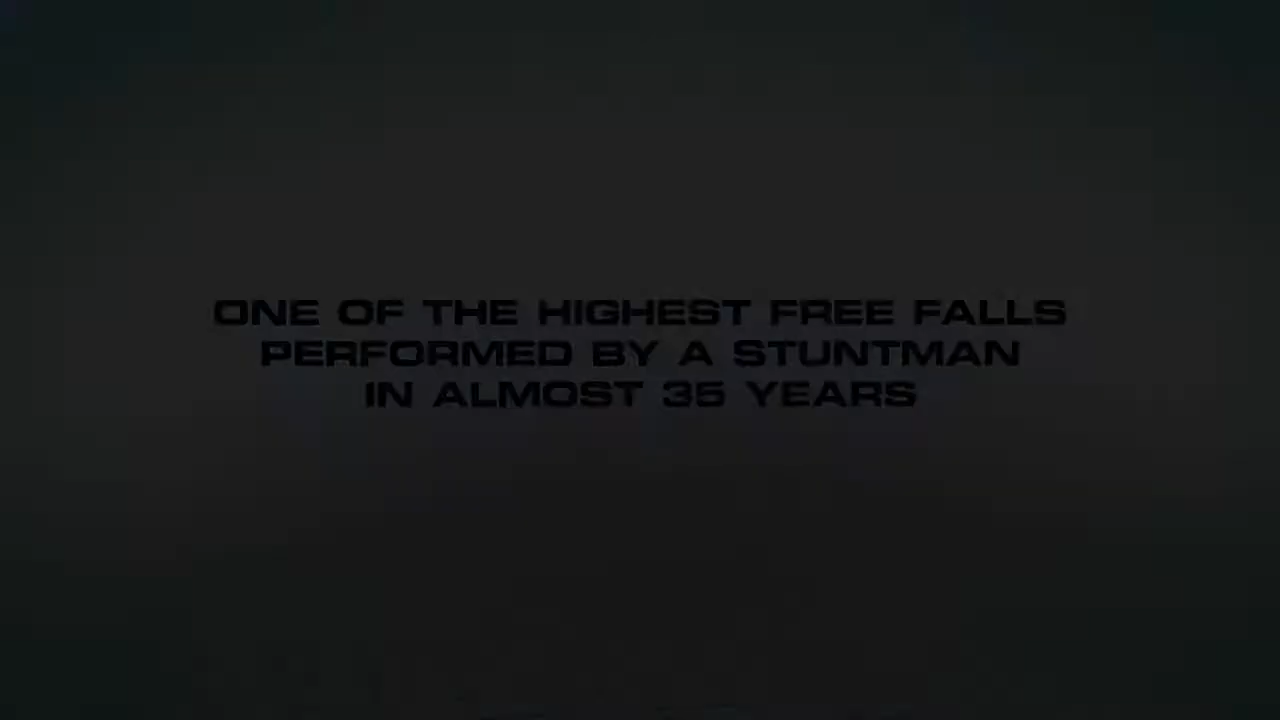 ONE OF THE HIGHEST FREE FALLS
PERFORMED BY A STUNTMAN
IN ALMOST 35 YEARS